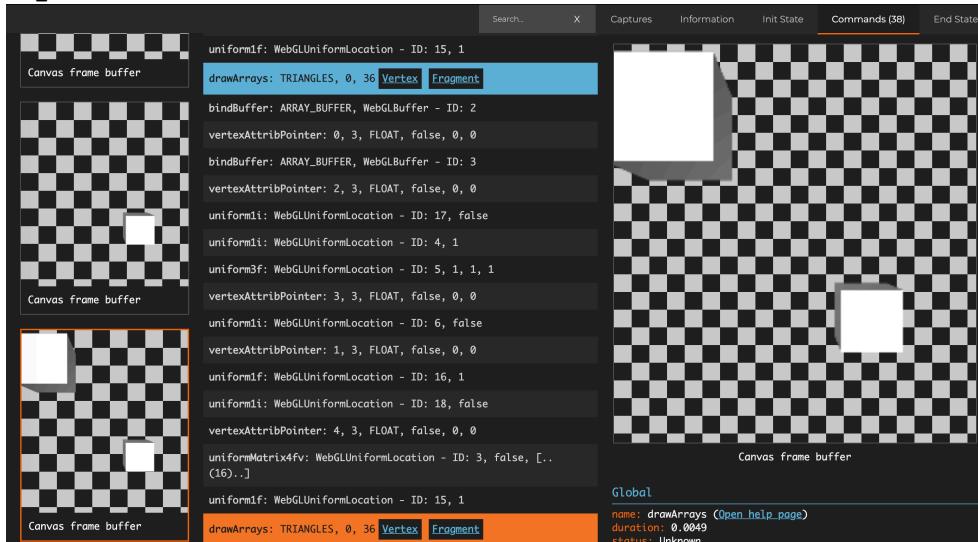 Search...
X
Captures
Information
Init State
Commands (38)
End State
Canvas frame buffer
Canvas frame buffer
Canvas frame buffer
uniform1f: WebGLUniformLocation - ID: 15, 1
drawArrays: TRIANGLES, 0, 36 Vertex Fragment
bindBuffer: ARRAY_BUFFER, WebGLBuffer - ID: 2
vertexAttribPointer: 0, 3, FLOAT, false, 0, 0
bindBuffer: ARRAY_BUFFER, WebGLBuffer - ID: 3
vertexAttribPointer: 2, 3, FLOAT, false, 0, 0
uniform1i: WebGLUniformLocation - ID: 17, false
uniform1i: WebGLUniformLocation - ID: 4, 1
uniform3f: WebGLUniformLocation - ID: 5, 1, 1, 1
vertexAttribPointer: 3, 3, FLOAT, false, 0, 0
uniform1i: WebGLUniformLocation - ID: 6, false
vertexAttribPointer: 1, 3, FLOAT, false, 0, 0
uniform1f: WebGLUniformLocation - ID: 16, 1
uniform1i: WebGLUniformLocation - ID: 18, false
vertexAttribPointer: 4, 3, FLOAT, false, 0, 0
uniformMatrix4fv: WebGLUniformLocation - ID: 3, false, [..
(16)..]
uniform1f: WebGLUniformLocation - ID: 15, 1
drawArrays: TRIANGLES, 0, 36 Vertex Fragment
Canvas frame buffer
Global
name: drawArrays (Open help page)
duration: 0.0049
status: Unknown